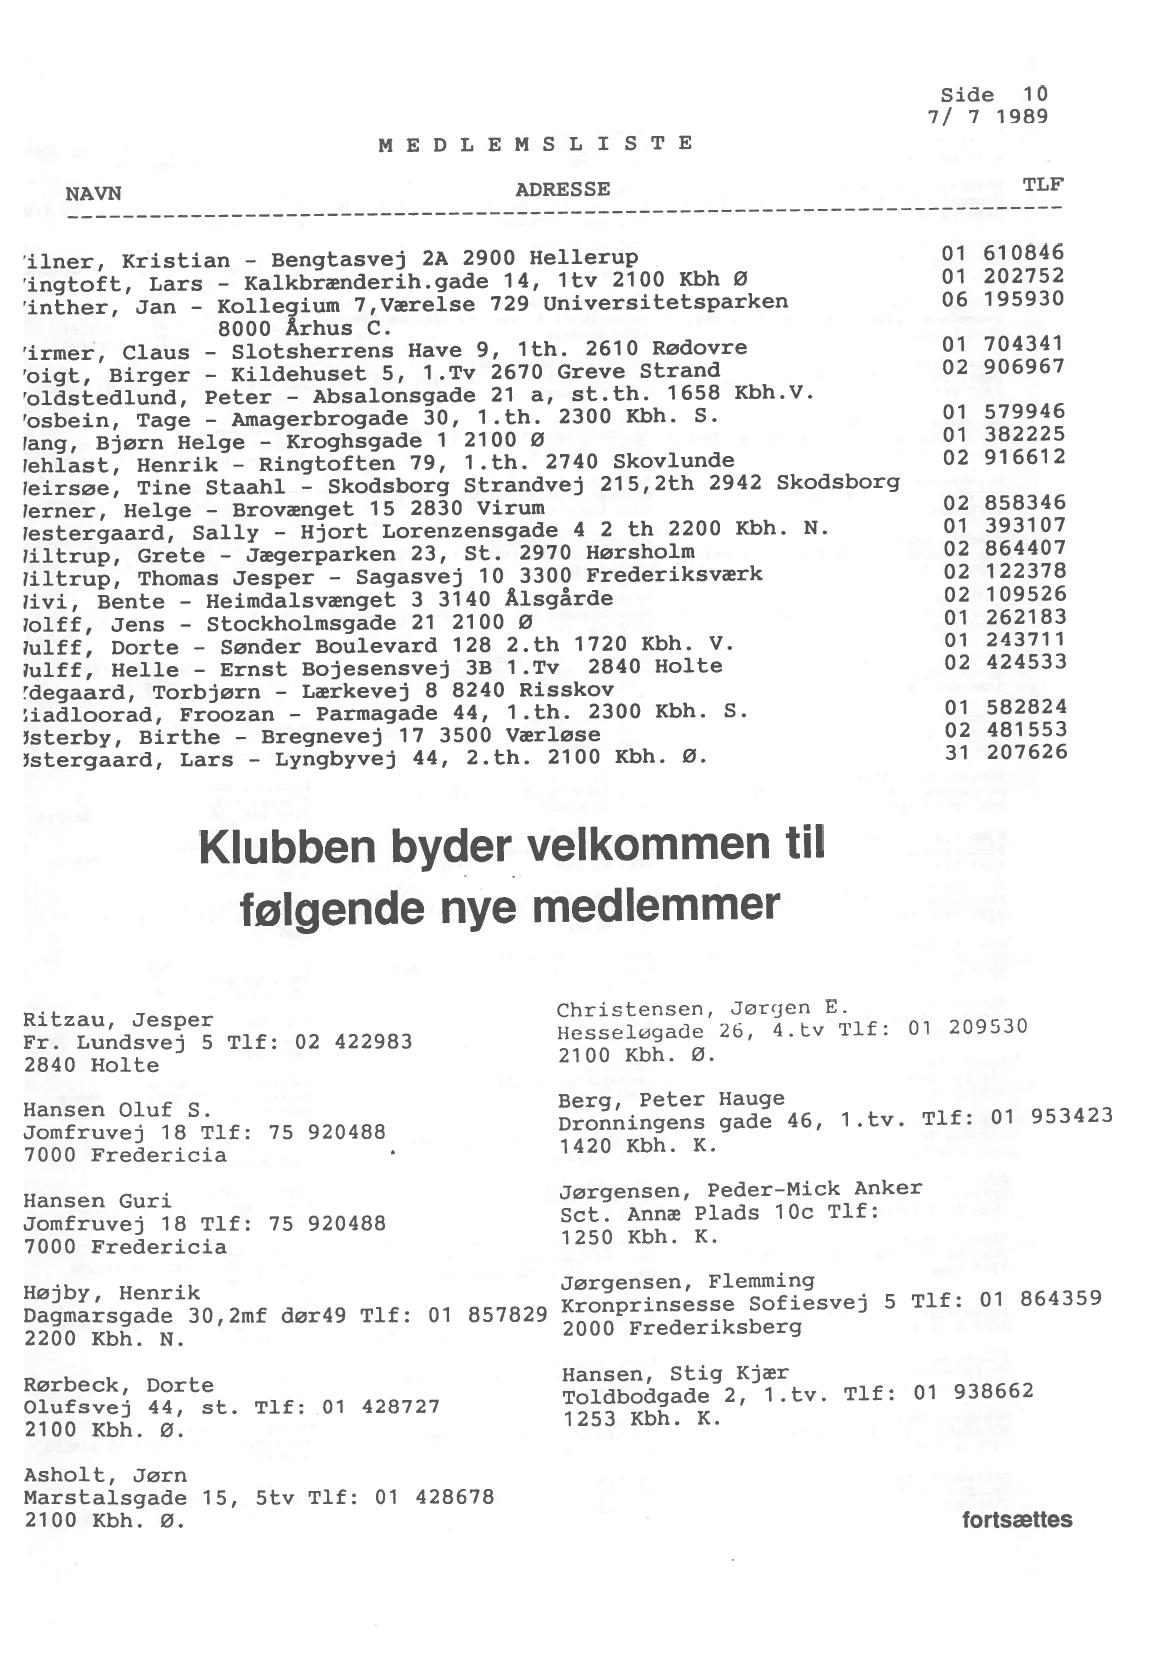 Side 10
7/ 7 1989
M E D L E M S L I S T E
NAVN ADRESSE TLF
'ilner, Kristian - Bengtasvej 2A 2900 Hellerup 01 610846
'ingtoft, Lars - Kalkbrænderih.gade 14, 1tv 2100 Kbh Ø 01 202752
'inther, Jan - Kollegium 7,Værelse 729 Universitetsparken 06 195930
8000 Århus C.
'irmer, Claus - Slotsherrens Have 9, 1th. 2610 Rødovre 01 704341
'oigt, Birger - Kildehuset 5, 1.Tv 2670 Greve Strand 02 906967
'oldstedlund, Peter - Absalonsgade 21 a, st.th. 1658 Kbh.V.
'osbein, Tage - Amagerbrogade 30, 1.th. 2300 Kbh. S. 01 579946
ang, Bjørn Helge - Kroghsgade 1 2100 Ø 01 382225
ehlast, Henrik - Ringtoften 79, 1.th. 2740 Skovlunde 02 916612
eirsøe, Tine Staahl - Skodsborg Strandvej 215,2th 2942 Skodsborg
erner, Helge - Brovænget 15 2830 Virum 02 858346
estergaard, Sally - Hjort Lorenzensgade 4 2 th 2200 Kbh. N. 01 393107
iltrup, Grete - Jægerparken 23, St. 2970 Hørsholm 02 864407
iltrup, Thomas Jesper - Sagasvej 10 3300 Frederiksværk 02 122378
ivi, Bente - Heimdalsvænget 3 3140 Ålsgårde 02 109526
olff, Jens - Stockholmsgade 21 2100 Ø 01 262183
ulff, Dorte - Sønder Boulevard 128 2.th 1720 Kbh. V. 01 243711
ulff, Helle - Ernst Bojesensvej 3B 1.Tv 2840 Holte 02 424533
degaard, Torbjørn - Lærkevej 8 8240 Risskov
iadloorad, Froozan - Parmagade 44, 1.th. 2300 Kbh. S. 01 582824
Østerby, Birthe - Bregnevej 17 3500 Værløse 02 481553
Østergaard, Lars - Lyngbyvej 44, 2.th. 2100 Kbh. Ø. 31 207626
Klubben byder velkommen til
følgende nye medlemmer
Ritzau, Jesper
Fr. Lundsvej 5 Tlf: 02 422983
2840 Holte
Hansen Oluf S.
Jomfruvej 18 Tlf: 75 920488
7000 Fredericia
Hansen Guri
Jomfruvej 18 Tlf: 75 920488
7000 Fredericia
Højby, Henrik
Dagmarsgade 30,2mf dør49 Tlf: 01 857829
2200 Kbh. N.
Rørbeck, Dorte
Olufsvej 44, st. Tlf: 01 428727
2100 Kbh. Ø.
Asholt, Jørn
Marstalsgade 15, 5tv Tlf: 01 428678
2100 Kbh. Ø.
Christensen, Jørgen E.
Hesseløgade 26, 4.tv Tlf: 01 209530
2100 Kbh. Ø.
Berg, Peter Hauge
Dronningens gade 46, 1.tv. Tlf: 01 953423
1420 Kbh. K.
Jørgensen, Peder-Mick Anker
Sct. Annæ Plads 10c Tlf:
1250 Kbh. K.
Jørgensen, Flemming
Kronprinsesse Sofiesvej 5 Tlf: 01 864359
2000 Frederiksberg
Hansen, Stig Kjær
Toldbodgade 2, 1.tv. Tlf: 01 938662
1253 Kbh. K.
fortsættes